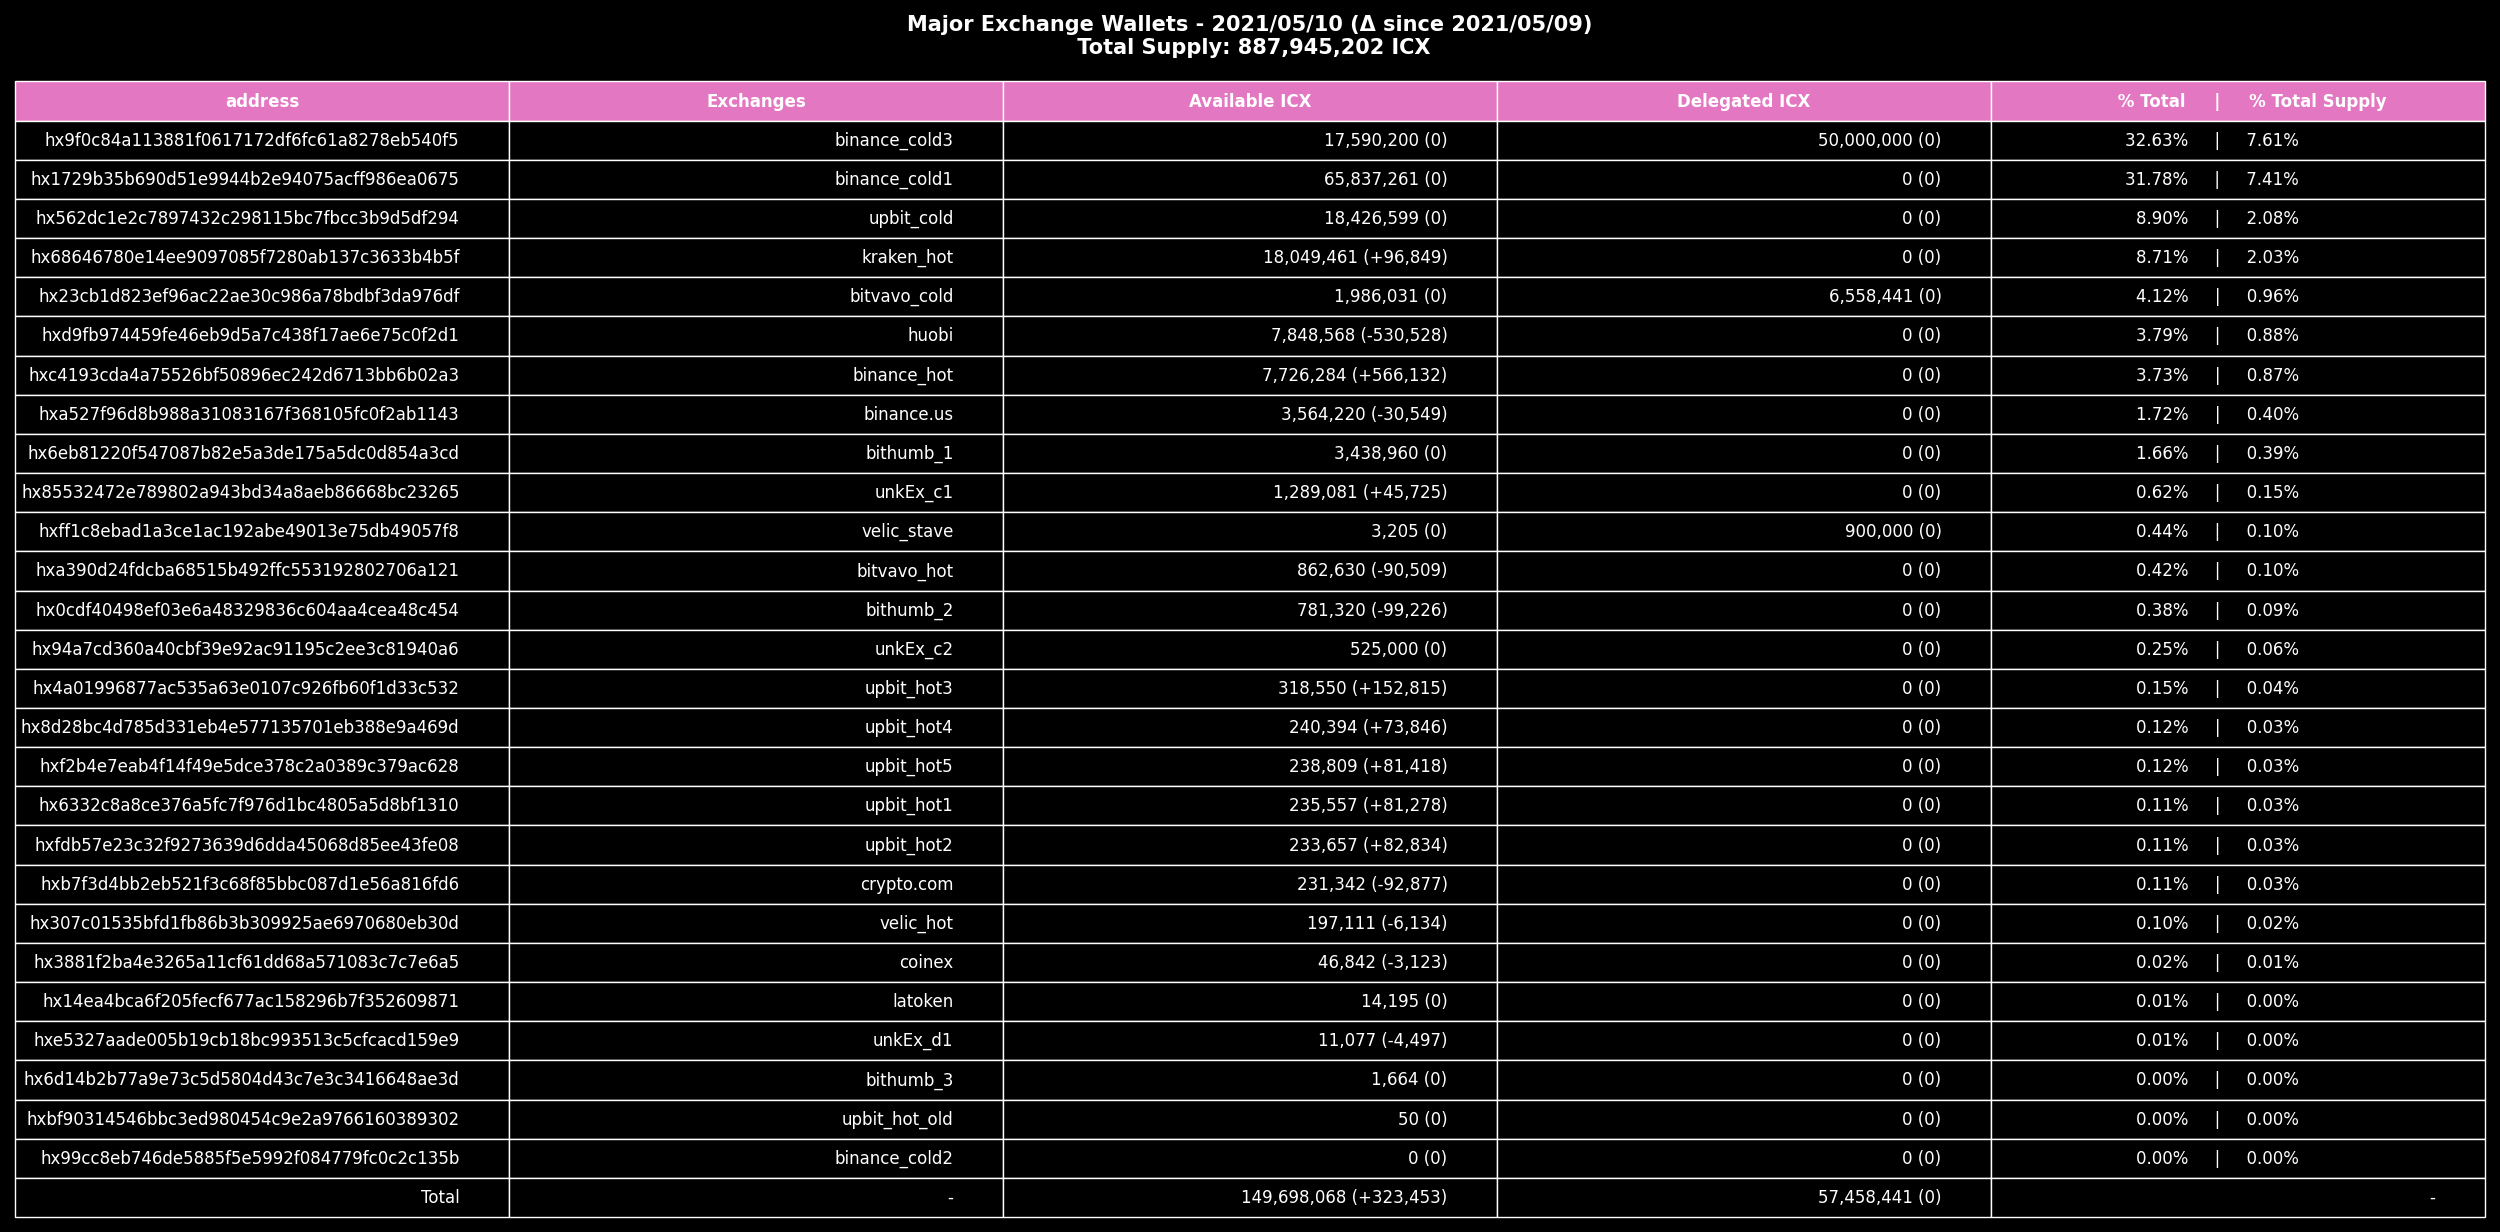 Major Exchange Wallets - 2021/05/10 (Δ since 2021/05/09)
Total Supply: 887,945,202 ICX
address Exchanges Available ICX Delegated ICX % Total | % Total Supply
hx9f0c84a113881f0617172df6fc61a8278eb540f5 binance_cold3 17,590,200 (0) 50,000,000 (0) 32.63% | 7.61%
hx1729b35b690d51e9944b2e94075acff986ea0675 binance_cold1 65,837,261 (0) 0 (0) 31.78% | 7.41%
hx562dc1e2c7897432c298115bc7fbcc3b9d5df294 upbit_cold 18,426,599 (0) 0 (0) 8.90% | 2.08%
hx68646780e14ee9097085f7280ab137c3633b4b5f kraken_hot 18,049,461 (+96,849) 0 (0) 8.71% | 2.03%
hx23cb1d823ef96ac22ae30c986a78bdbf3da976df bitvavo_cold 1,986,031 (0) 6,558,441 (0) 4.12% | 0.96%
hxd9fb974459fe46eb9d5a7c438f17ae6e75c0f2d1 huobi 7,848,568 (-530,528) 0 (0) 3.79% | 0.88%
hxc4193cda4a75526bf50896ec242d6713bb6b02a3 binance_hot 7,726,284 (+566,132) 0 (0) 3.73% | 0.87%
hxa527f96d8b988a31083167f368105fc0f2ab1143 binance.us 3,564,220 (-30,549) 0 (0) 1.72% | 0.40%
hx6eb81220f547087b82e5a3de175a5dc0d854a3cd bithumb_1 3,438,960 (0) 0 (0) 1.66% | 0.39%
hx85532472e789802a943bd34a8aeb86668bc23265 unkEx_c1 1,289,081 (+45,725) 0 (0) 0.62% | 0.15%
hxff1c8ebad1a3ce1ac192abe49013e75db49057f8 velic_stave 3,205 (0) 900,000 (0) 0.44% | 0.10%
hxa390d24fdcba68515b492ffc553192802706a121 bitvavo_hot 862,630 (-90,509) 0 (0) 0.42% | 0.10%
hx0cdf40498ef03e6a48329836c604aa4cea48c454 bithumb_2 781,320 (-99,226) 0 (0) 0.38% | 0.09%
hx94a7cd360a40cbf39e92ac91195c2ee3c81940a6 unkEx_c2 525,000 (0) 0 (0) 0.25% | 0.06%
hx4a01996877ac535a63e0107c926fb60f1d33c532 upbit_hot3 318,550 (+152,815) 0 (0) 0.15% | 0.04%
hx8d28bc4d785d331eb4e577135701eb388e9a469d upbit_hot4 240,394 (+73,846) 0 (0) 0.12% | 0.03%
hxf2b4e7eab4f14f49e5dce378c2a0389c379ac628 upbit_hot5 238,809 (+81,418) 0 (0) 0.12% | 0.03%
hx6332c8a8ce376a5fc7f976d1bc4805a5d8bf1310 upbit_hot1 235,557 (+81,278) 0 (0) 0.11% | 0.03%
hxfdb57e23c32f9273639d6dda45068d85ee43fe08 upbit_hot2 233,657 (+82,834) 0 (0) 0.11% | 0.03%
hxb7f3d4bb2eb521f3c68f85bbc087d1e56a816fd6 crypto.com 231,342 (-92,877) 0 (0) 0.11% | 0.03%
hx307c01535bfd1fb86b3b309925ae6970680eb30d velic_hot 197,111 (-6,134) 0 (0) 0.10% | 0.02%
hx3881f2ba4e3265a11cf61dd68a571083c7c7e6a5 coinex 46,842 (-3,123) 0 (0) 0.02% | 0.01%
hx14ea4bca6f205fecf677ac158296b7f352609871 latoken 14,195 (0) 0 (0) 0.01% | 0.00%
hxe5327aade005b19cb18bc993513c5cfcacd159e9 unkEx_d1 11,077 (-4,497) 0 (0) 0.01% | 0.00%
hx6d14b2b77a9e73c5d5804d43c7e3c3416648ae3d bithumb_3 1,664 (0) 0 (0) 0.00% | 0.00%
hxbf90314546bbc3ed980454c9e2a9766160389302 upbit_hot_old 50 (0) 0 (0) 0.00% | 0.00%
hx99cc8eb746de5885f5e5992f084779fc0c2c135b binance_cold2 0 (0) 0 (0) 0.00% | 0.00%
Total - 149,698,068 (+323,453) 57,458,441 (0) -